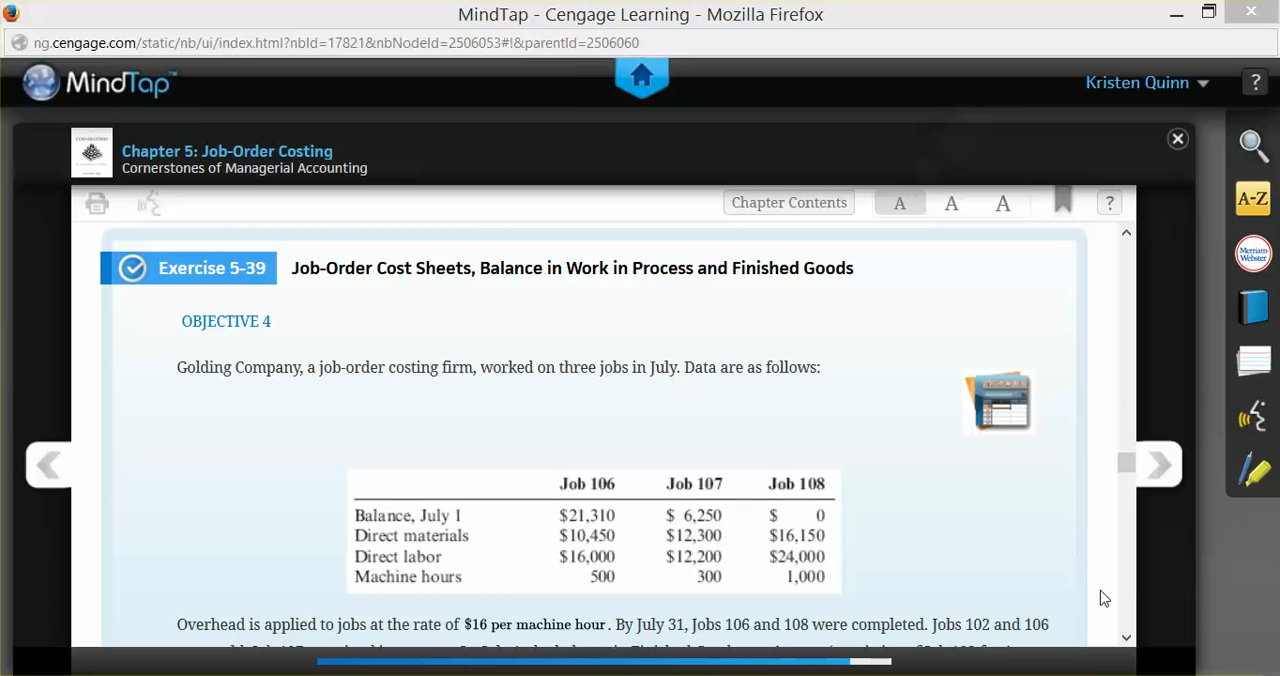 MindTap - Cengage Learning - Mozilla Firefox
ng.cengage.com/static/nb/ui/index.html?nbId=17821&nbNodeId=2506053#!&parentId=2506060
MindTap™
Kristen Quinn
?
Chapter 5: Job-Order Costing
Cornerstones of Managerial Accounting
Chapter Contents
A A A
?
A-Z
Merriam-
Webster
Exercise 5-39 Job-Order Cost Sheets, Balance in Work in Process and Finished Goods
OBJECTIVE 4
Golding Company, a job-order costing firm, worked on three jobs in July. Data are as follows:
Job 106 Job 107 Job 108
Balance, July 1 $21,310 $ 6,250 $ 0
Direct materials $10,450 $12,300 $16,150
Direct labor $16,000 $12,200 $24,000
Machine hours 500 300 1,000
Overhead is applied to jobs at the rate of $16 per machine hour. By July 31, Jobs 106 and 108 were completed. Jobs 102 and 106